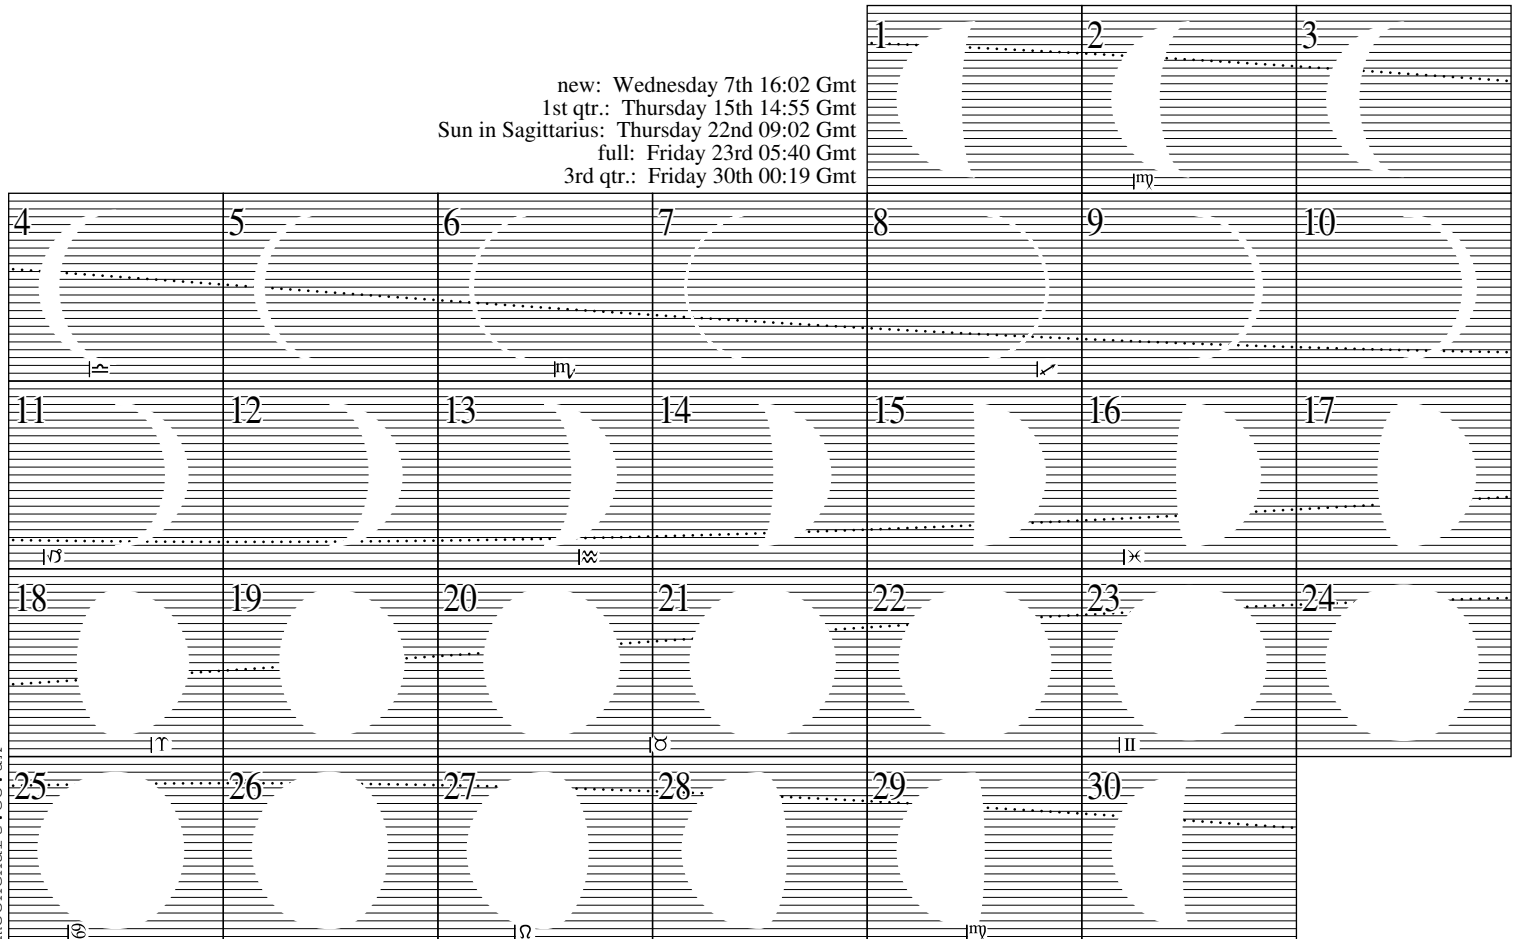 1 2 3
new: Wednesday 7th 16:02 Gmt
1st qtr.: Thursday 15th 14:55 Gmt
Sun in Sagittarius: Thursday 22nd 09:02 Gmt
full: Friday 23rd 05:40 Gmt
3rd qtr.: Friday 30th 00:19 Gmt
♍
4 5 6 7 8 9 10
♎ ♏ ♐
11 12 13 14 15 16 17
♑ ♒ ♓
18 19 20 21 22 23 24
♈ ♉ ♊
25 26 27 28 29 30
♋ ♌ ♍